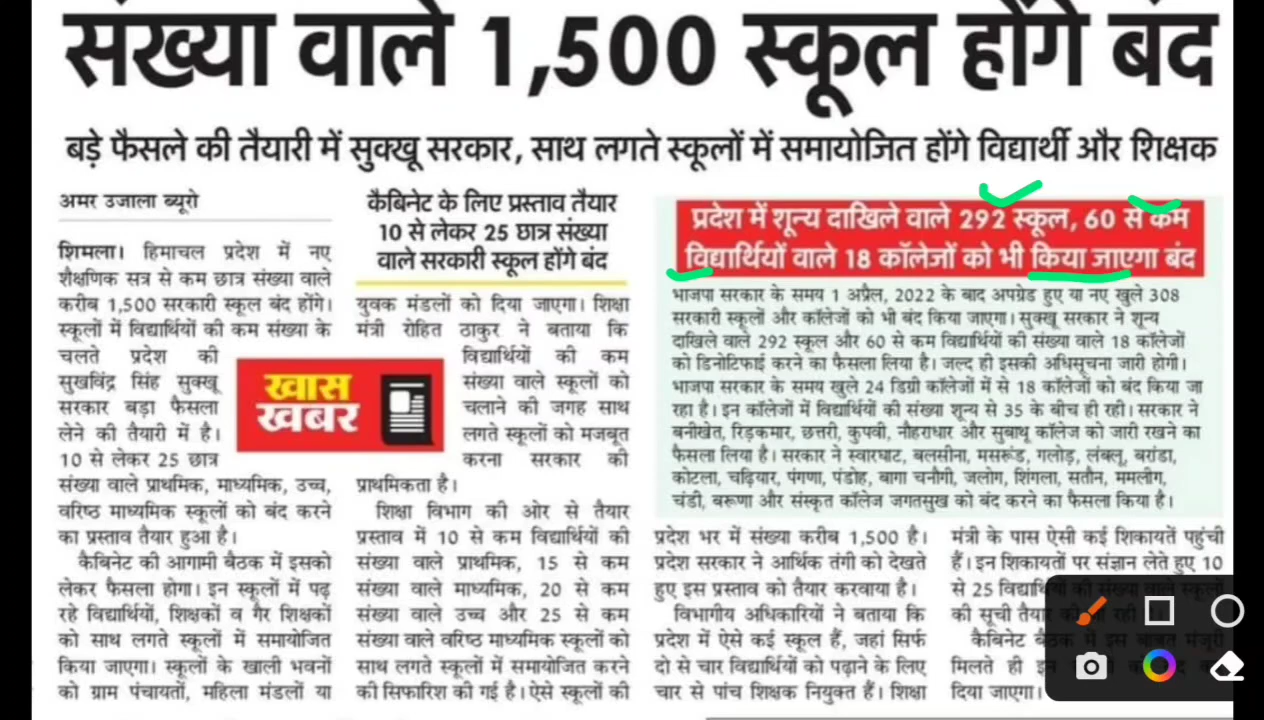 संख्या वाले 1,500 स्कूल होंगे बंद
बड़े फैसले की तैयारी में सुक्खू सरकार, साथ लगते स्कूलों में समायोजित होंगे विद्यार्थी और शिक्षक
अमर उजाला ब्यूरो
शिमला। हिमाचल प्रदेश में नए
शैक्षणिक सत्र से कम छात्र संख्या वाले
करीब 1,500 सरकारी स्कूल बंद होंगे।
स्कूलों में विद्यार्थियों की कम संख्या के
चलते प्रदेश की
सुखविंद्र सिंह सुक्खू
सरकार बड़ा फैसला
लेने की तैयारी में है।
10 से लेकर 25 छात्र
संख्या वाले प्राथमिक, माध्यमिक, उच्च,
वरिष्ठ माध्यमिक स्कूलों को बंद करने
का प्रस्ताव तैयार हुआ है।
कैबिनेट की आगामी बैठक में इसको
लेकर फैसला होगा। इन स्कूलों में पढ़
रहे विद्यार्थियों, शिक्षकों व गैर शिक्षकों
को साथ लगते स्कूलों में समायोजित
किया जाएगा। स्कूलों के खाली भवनों
को ग्राम पंचायतों, महिला मंडलों या
खास
खबर
कैबिनेट के लिए प्रस्ताव तैयार
10 से लेकर 25 छात्र संख्या
वाले सरकारी स्कूल होंगे बंद
युवक मंडलों को दिया जाएगा। शिक्षा
मंत्री रोहित ठाकुर ने बताया कि
विद्यार्थियों की कम
संख्या वाले स्कूलों को
चलाने की जगह साथ
लगते स्कूलों को मजबूत
करना सरकार की
प्राथमिकता है।
शिक्षा विभाग की ओर से तैयार
प्रस्ताव में 10 से कम विद्यार्थियों की
संख्या वाले प्राथमिक, 15 से कम
संख्या वाले माध्यमिक, 20 से कम
संख्या वाले उच्च और 25 से कम
संख्या वाले वरिष्ठ माध्यमिक स्कूलों को
साथ लगते स्कूलों में समायोजित करने
की सिफारिश की गई है। ऐसे स्कूलों की
प्रदेश में शून्य दाखिले वाले 292 स्कूल, 60 से कम
विद्यार्थियों वाले 18 कॉलेजों को भी किया जाएगा बंद
भाजपा सरकार के समय 1 अप्रैल, 2022 के बाद अपग्रेड हुए या नए खुले 308
सरकारी स्कूलों और कॉलेजों को भी बंद किया जाएगा। सुक्खू सरकार ने शून्य
दाखिले वाले 292 स्कूल और 60 से कम विद्यार्थियों की संख्या वाले 18 कॉलेजों
को डिनोटिफाई करने का फैसला लिया है। जल्द ही इसकी अधिसूचना जारी होगी।
भाजपा सरकार के समय खुले 24 डिग्री कॉलेजों में से 18 कॉलेजों को बंद किया जा
रहा है। इन कॉलेजों में विद्यार्थियों की संख्या शून्य से 35 के बीच ही रही। सरकार ने
बनीखेत, रिड़कमार, छत्तरी, कुपवी, नौहराधार और सुबाथू कॉलेज को जारी रखने का
फैसला लिया है। सरकार ने स्वारघाट, बलसीना, मसरूंड, गलोड़, लंबलू, बरांडा,
कोटला, चढ़ियार, पंगणा, पंडोह, बागा चनौगी, जलोग, शिंगला, सतौन, ममलीग,
चंडी, बरूणा और संस्कृत कॉलेज जगतसुख को बंद करने का फैसला किया है।
प्रदेश भर में संख्या करीब 1,500 है।
प्रदेश सरकार ने आर्थिक तंगी को देखते
हुए इस प्रस्ताव को तैयार करवाया है।
विभागीय अधिकारियों ने बताया कि
प्रदेश में ऐसे कई स्कूल हैं, जहां सिर्फ
दो से चार विद्यार्थियों को पढ़ाने के लिए
चार से पांच शिक्षक नियुक्त हैं। शिक्षा
मंत्री के पास ऐसी कई शिकायतें पहुंची
हैं। इन शिकायतों पर संज्ञान लेते हुए 10
से 25 विद्यार्थियों की संख्या वाले स्कूलों
की सूची तैयार की जा रही है।
कैबिनेट बैठक में इस बाबत मंजूरी
मिलते ही इन
दिया जाएगा।